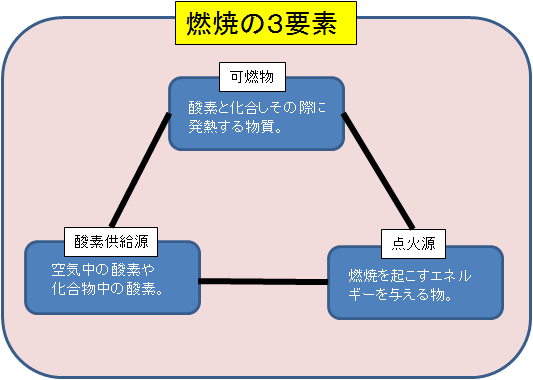 燃焼の3要素
可燃物
酸素と化合しその際に
発熱する物質。
酸素供給源
空気中の酸素や
化合物中の酸素。
点火源
燃焼を起こすエネル
ギーを与える物。